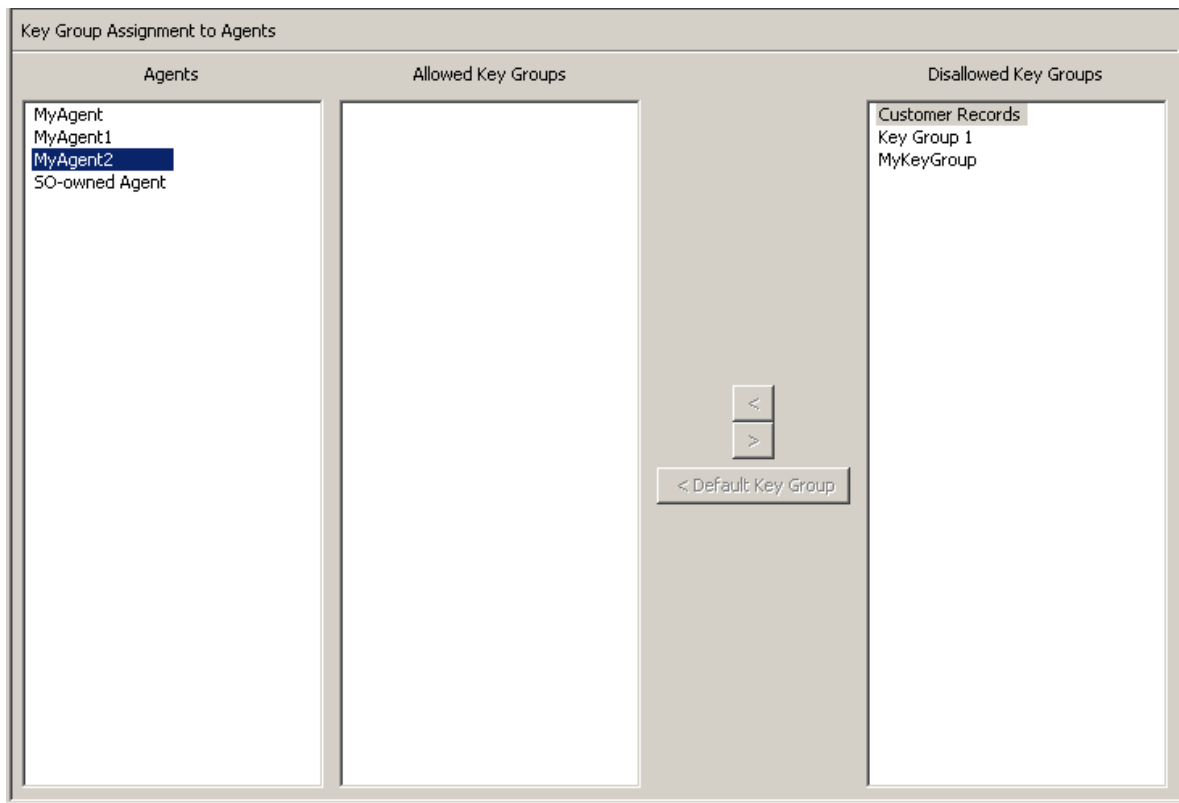 Key Group Assignment to Agents
Agents
Allowed Key Groups
Disallowed Key Groups
MyAgent
MyAgent1
MyAgent2
SO-owned Agent
<
>
< Default Key Group
Customer Records
Key Group 1
MyKeyGroup